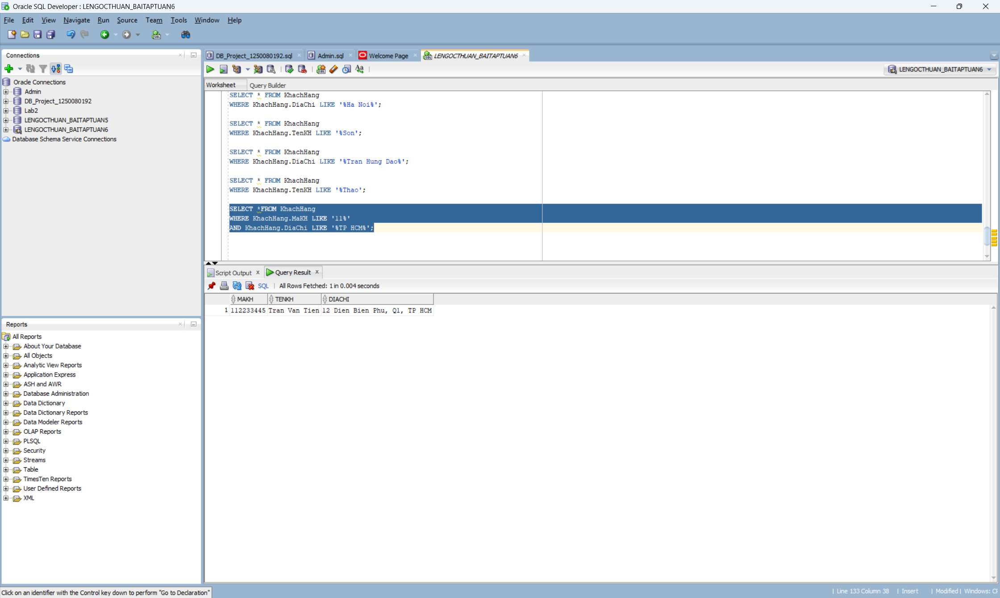 Oracle SQL Developer : LENGOCTHUAN_BAITAPTUAN6
File Edit View Navigate Run Source Team Tools Window Help
Connections
Oracle Connections
Admin
DB_Project_1250080192
Lab2
LENGOCTHUAN_BAITAPTUAN5
LENGOCTHUAN_BAITAPTUAN6
Database Schema Service Connections
Reports
All Reports
About Your Database
All Objects
Analytic View Reports
Application Express
ASH and AWR
Database Administration
Data Dictionary
Data Dictionary Reports
Data Modeler Reports
OLAP Reports
PLSQL
Security
Streams
Table
TimesTen Reports
User Defined Reports
XML
DB_Project_1250080192.sql Admin.sql Welcome Page LENGOCTHUAN_BAITAPTUAN6
LENGOCTHUAN_BAITAPTUAN6
Worksheet Query Builder
SELECT * FROM KhachHang
WHERE KhachHang.DiaChi LIKE '%Ha Noi%';
SELECT * FROM KhachHang
WHERE KhachHang.TenKH LIKE '%Son';
SELECT * FROM KhachHang
WHERE KhachHang.DiaChi LIKE '%Tran Hung Dao%';
SELECT * FROM KhachHang
WHERE KhachHang.TenKH LIKE '%Thao';
SELECT *FROM KhachHang
WHERE KhachHang.MaKH LIKE '11%'
AND KhachHang.DiaChi LIKE '%TP HCM%';
Script Output x Query Result x
SQL | All Rows Fetched: 1 in 0.004 seconds
MAKH TENKH DIACHI
1 112233445 Tran Van Tien 12 Dien Bien Phu, Q1, TP HCM
Click on an identifier with the Control key down to perform "Go to Declaration"
| Line 133 Column 38 | Insert | Modified | Windows: